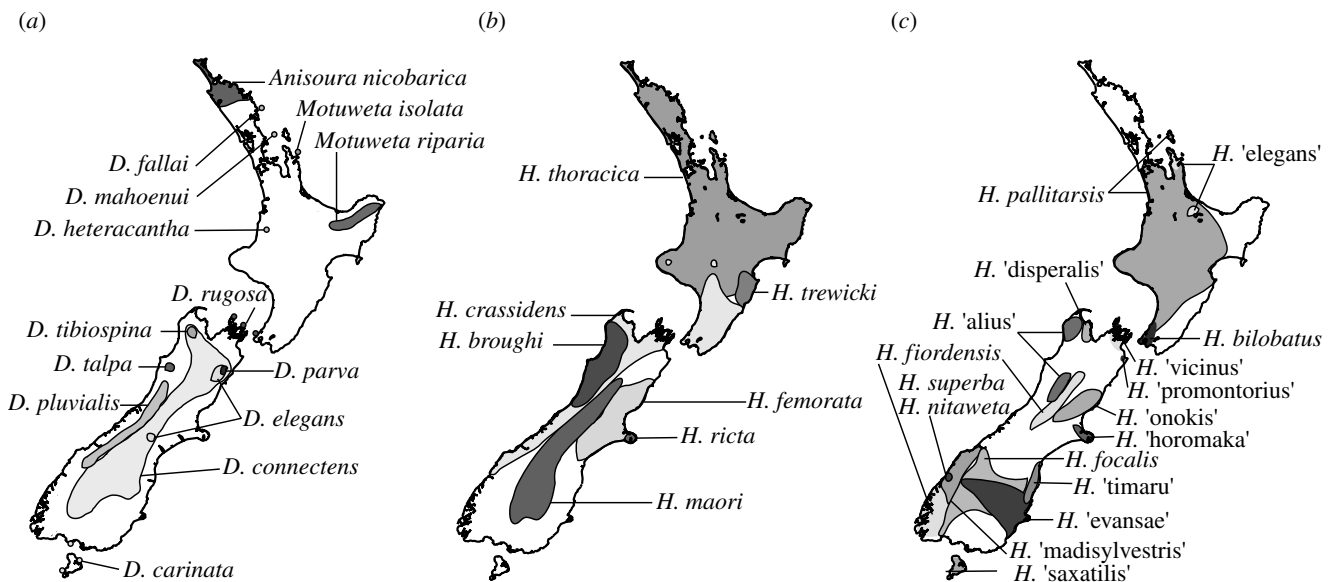 (a)
Anisoura nicobarica
Motuweta isolata
Motuweta riparia
D. fallai
D. mahoenui
D. heteracantha
D. rugosa
D. tibiospina
D. talpa
D. parva
D. pluvialis
D. elegans
D. connectens
D. carinata
(b)
H. thoracica
H. trewicki
H. crassidens
H. broughi
H. femorata
H. ricta
H. maori
(c)
H. 'elegans'
H. pallitarsis
H. 'disperalis'
H. 'alius'
H. bilobatus
H. fiordensis
H. 'vicinus'
H. superba
H. 'promontorius'
H. nitaweta
H. 'onokis'
H. 'horomaka'
H. focalis
H. 'timaru'
H. 'evansae'
H. 'madisylvestris'
H. 'saxatilis'